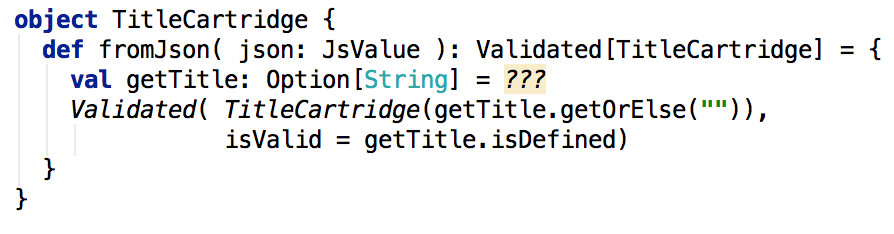 object TitleCartridge {
  def fromJson( json: JsValue ): Validated[TitleCartridge] = {
    val getTitle: Option[String] = ???
    Validated( TitleCartridge(getTitle.getOrElse("")),
               isValid = getTitle.isDefined)
  }
}